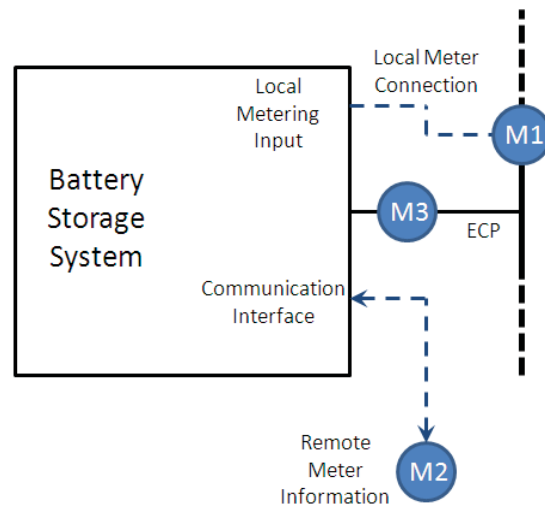 Local Meter
Connection
Local
Metering
Input
M1
Battery
Storage
System
M3
ECP
Communication
Interface
Remote
Meter
Information
M2